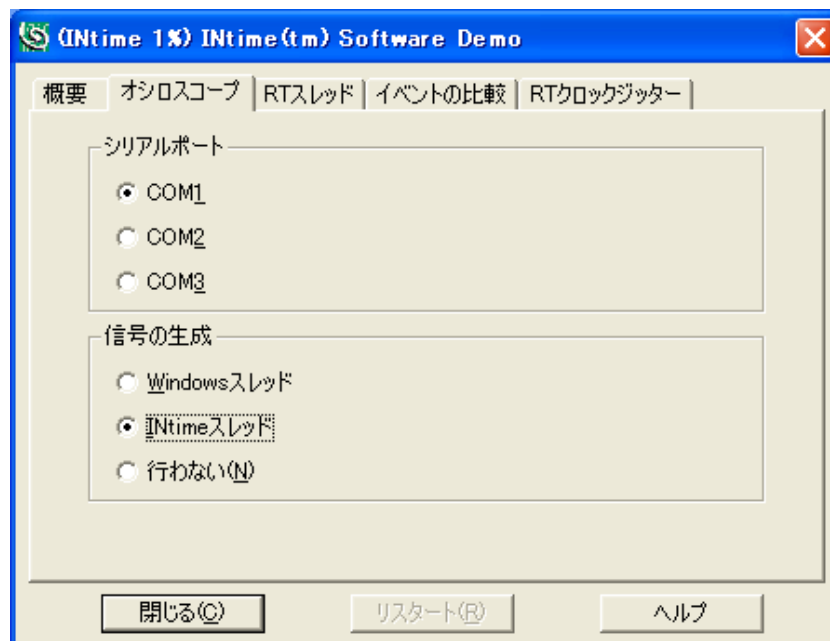 (INtime 1%) INtime(tm) Software Demo
概要 オシロスコープ RTスレッド イベントの比較 RTクロックジッター
シリアルポート
COM1
COM2
COM3
信号の生成
Windowsスレッド
INtimeスレッド
行わない(N)
閉じる(C) リスタート(R) ヘルプ